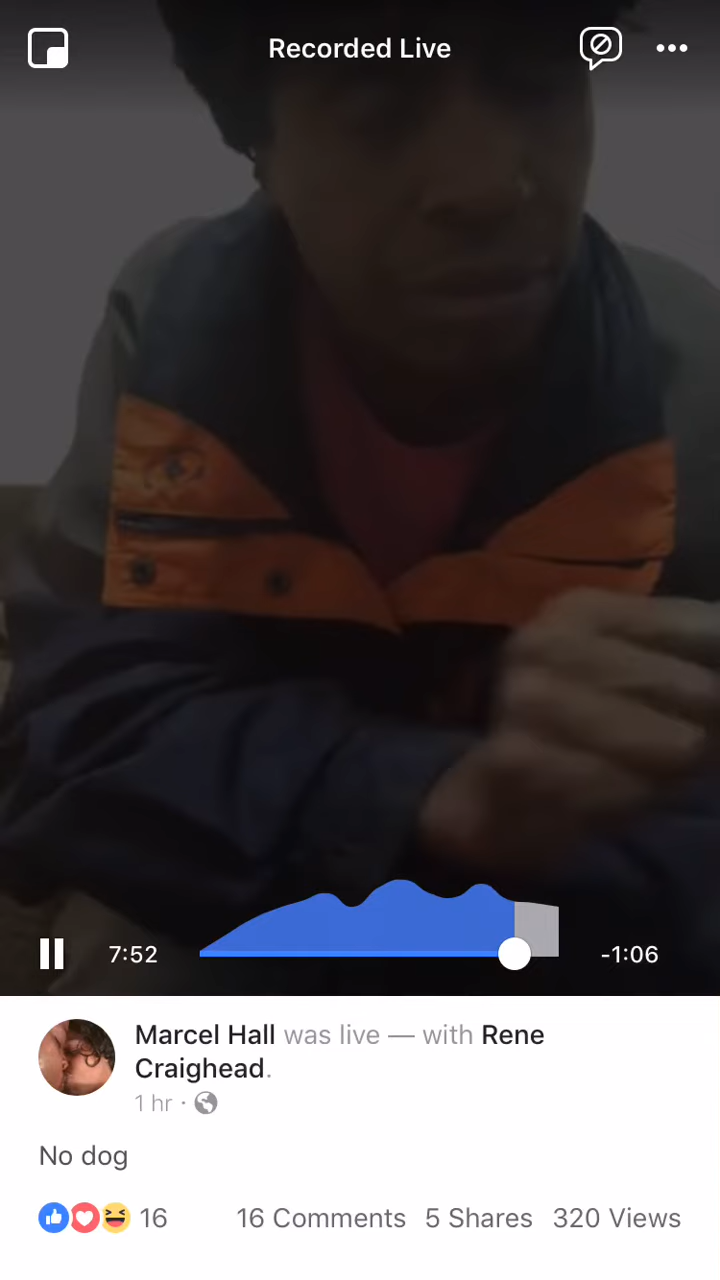 Recorded Live
7:52
-1:06
Marcel Hall was live — with Rene
Craighead.
1 hr ·
No dog
16
16 Comments 5 Shares 320 Views